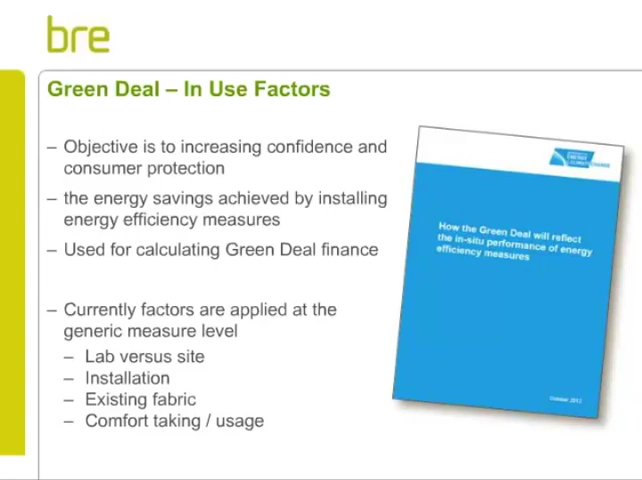 bre
Green Deal – In Use Factors
– Objective is to increasing confidence and
consumer protection
– the energy savings achieved by installing
energy efficiency measures
– Used for calculating Green Deal finance
– Currently factors are applied at the
generic measure level
– Lab versus site
– Installation
– Existing fabric
– Comfort taking / usage
ENERGY
How the Green Deal will reflect
the in-situ performance of energy
efficiency measures
October 2012